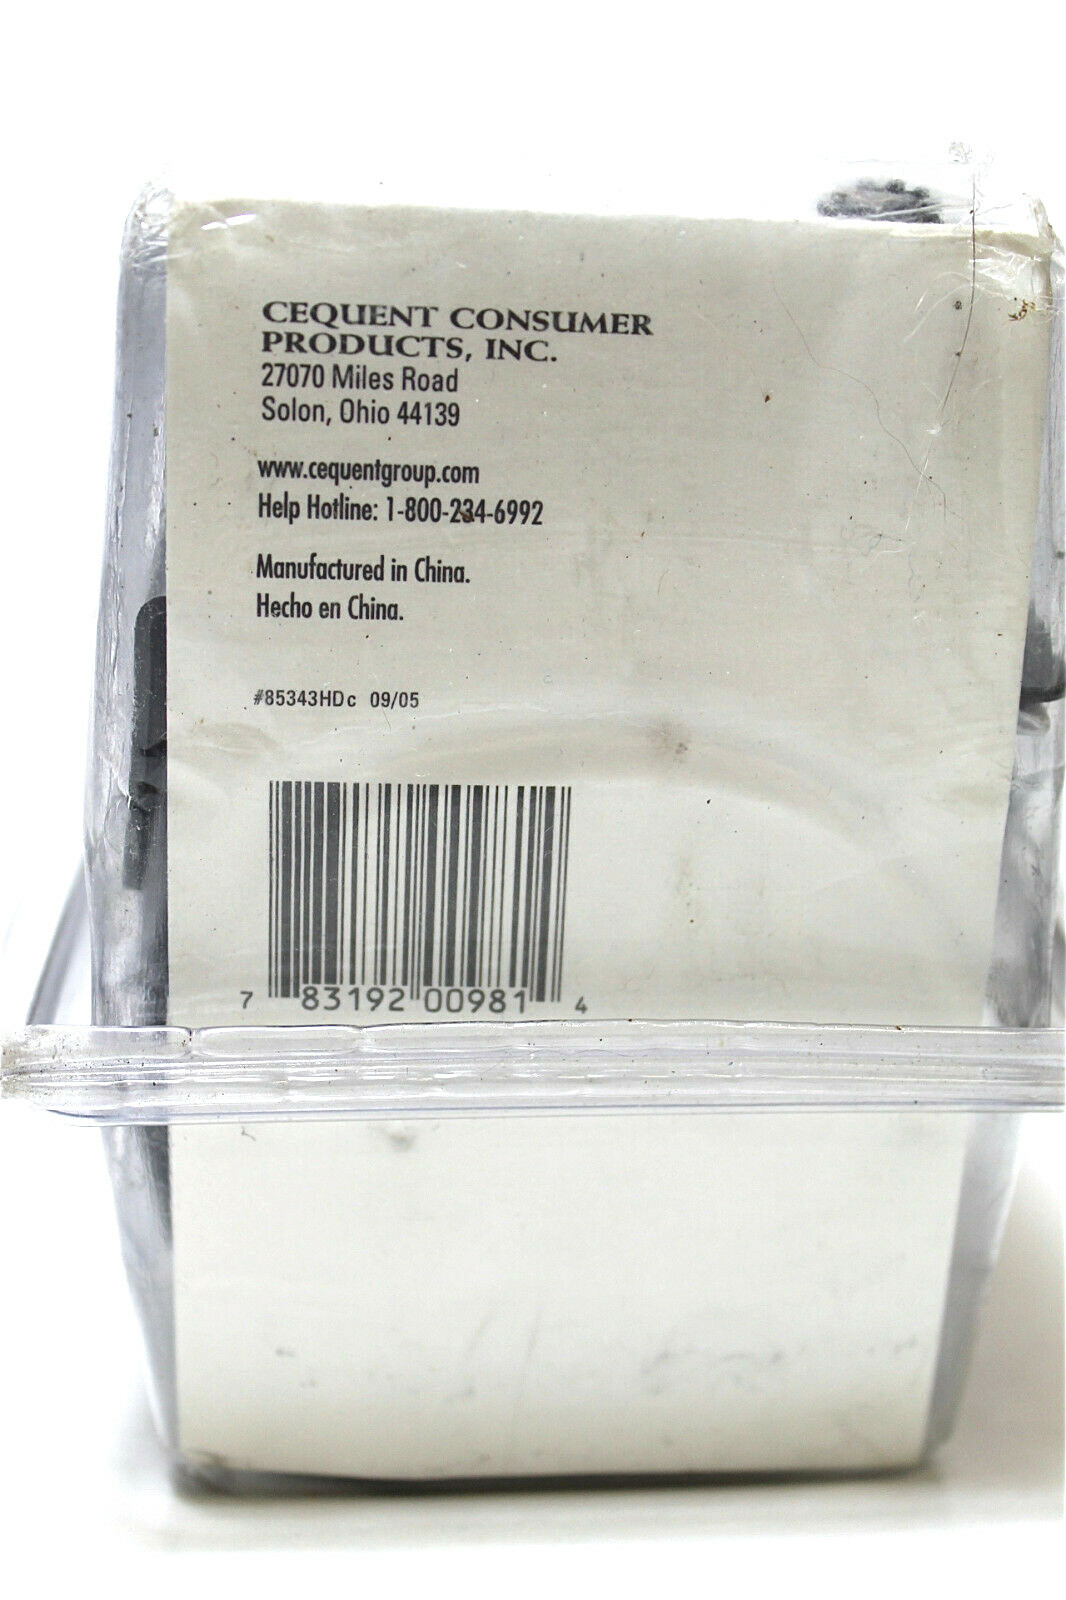 CEQUENT CONSUMER
PRODUCTS, INC.
27070 Miles Road
Solon, Ohio 44139
www.cequentgroup.com
Help Hotline: 1-800-234-6992
Manufactured in China.
Hecho en China.
#85343HDc 09/05
7 83192 00981 4